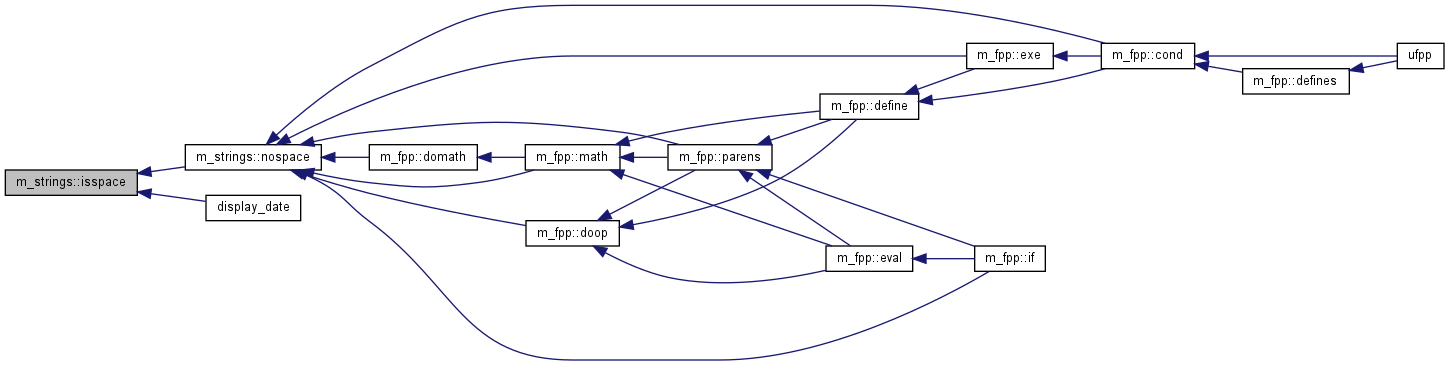 m_strings::isspace
m_strings::nospace
display_date
m_fpp::domath
m_fpp::math
m_fpp::doop
m_fpp::parens
m_fpp::define
m_fpp::eval
m_fpp::exe
m_fpp::if
m_fpp::cond
m_fpp::defines
ufpp